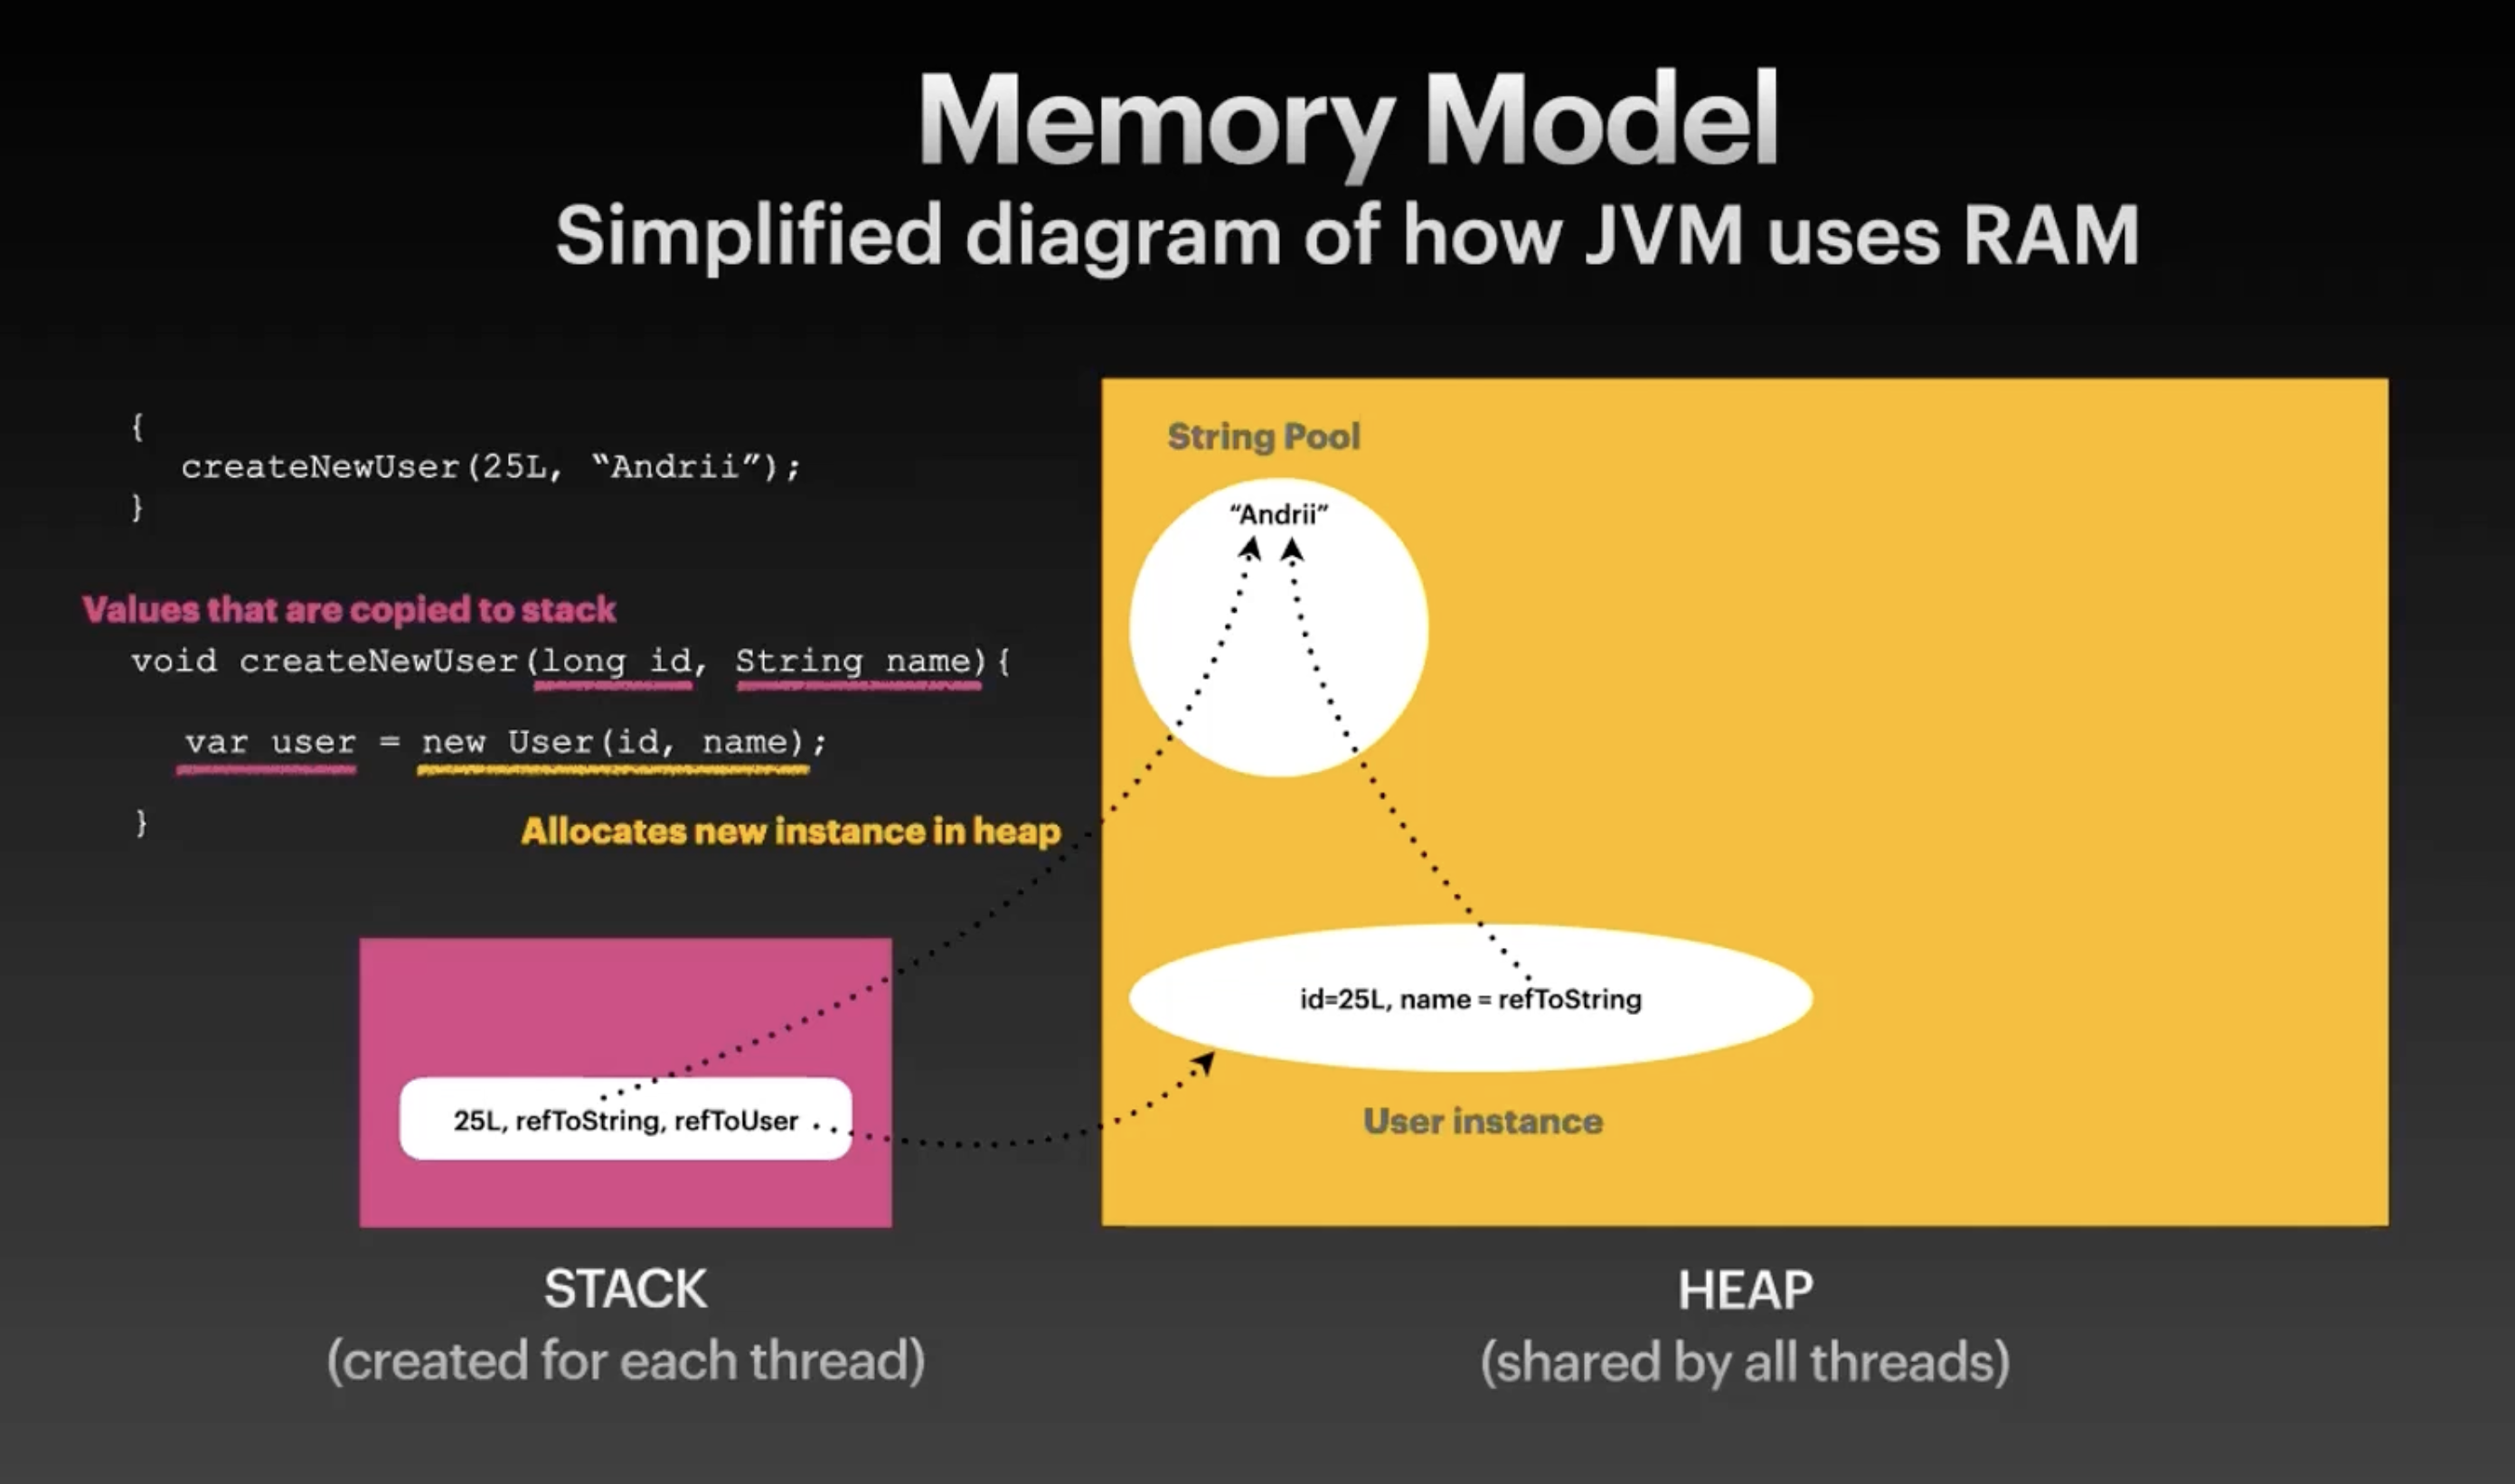 Memory Model
Simplified diagram of how JVM uses RAM
{
createNewUser(25L, “Andrii”);
}
Values that are copied to stack
void createNewUser(long id, String name){
var user = new User(id, name);
}
Allocates new instance in heap
25L, refToString, refToUser
STACK
(created for each thread)
String Pool
“Andrii”
id=25L, name = refToString
User instance
HEAP
(shared by all threads)